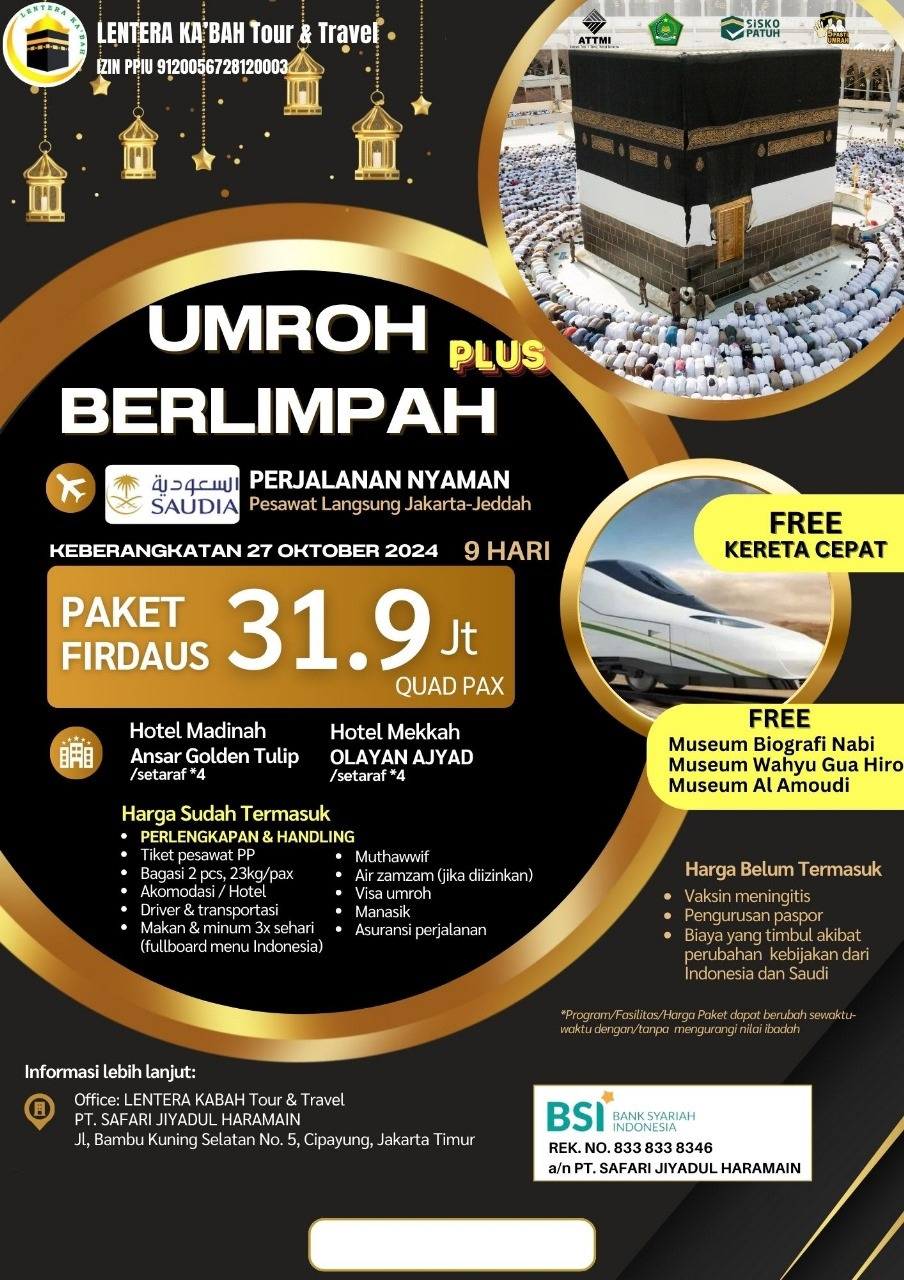 LENTERA KA'BAH
LENTERA KA'BAH Tour & Travel
IZIN PPIU 9120056728120003
ATTMI
SISKO
PATUH
5 PASTI
UMRAH
UMROH
PLUS
BERLIMPAH
السعودية
SAUDIA
PERJALANAN NYAMAN
Pesawat Langsung Jakarta-Jeddah
KEBERANGKATAN 27 OKTOBER 2024
9 HARI
FREE
KERETA CEPAT
PAKET
FIRDAUS
31.9 Jt
QUAD PAX
FREE
Museum Biografi Nabi
Museum Wahyu Gua Hiro
Museum Al Amoudi
Hotel Madinah
Ansar Golden Tulip
/setaraf *4
Hotel Mekkah
OLAYAN AJYAD
/setaraf *4
Harga Sudah Termasuk
• PERLENGKAPAN & HANDLING
• Tiket pesawat PP
• Bagasi 2 pcs, 23kg/pax
• Akomodasi / Hotel
• Driver & transportasi
• Makan & minum 3x sehari
(fullboard menu Indonesia)
• Muthawwif
• Air zamzam (jika diizinkan)
• Visa umroh
• Manasik
• Asuransi perjalanan
Harga Belum Termasuk
• Vaksin meningitis
• Pengurusan paspor
• Biaya yang timbul akibat
perubahan kebijakan dari
Indonesia dan Saudi
*Program/Fasilitas/Harga Paket dapat berubah sewaktu-
waktu dengan/tanpa mengurangi nilai ibadah
Informasi lebih lanjut:
Office: LENTERA KABAH Tour & Travel
PT. SAFARI JIYADUL HARAMAIN
Jl, Bambu Kuning Selatan No. 5, Cipayung, Jakarta Timur
BSI BANK SYARIAH
INDONESIA
REK. NO. 833 833 8346
a/n PT. SAFARI JIYADUL HARAMAIN